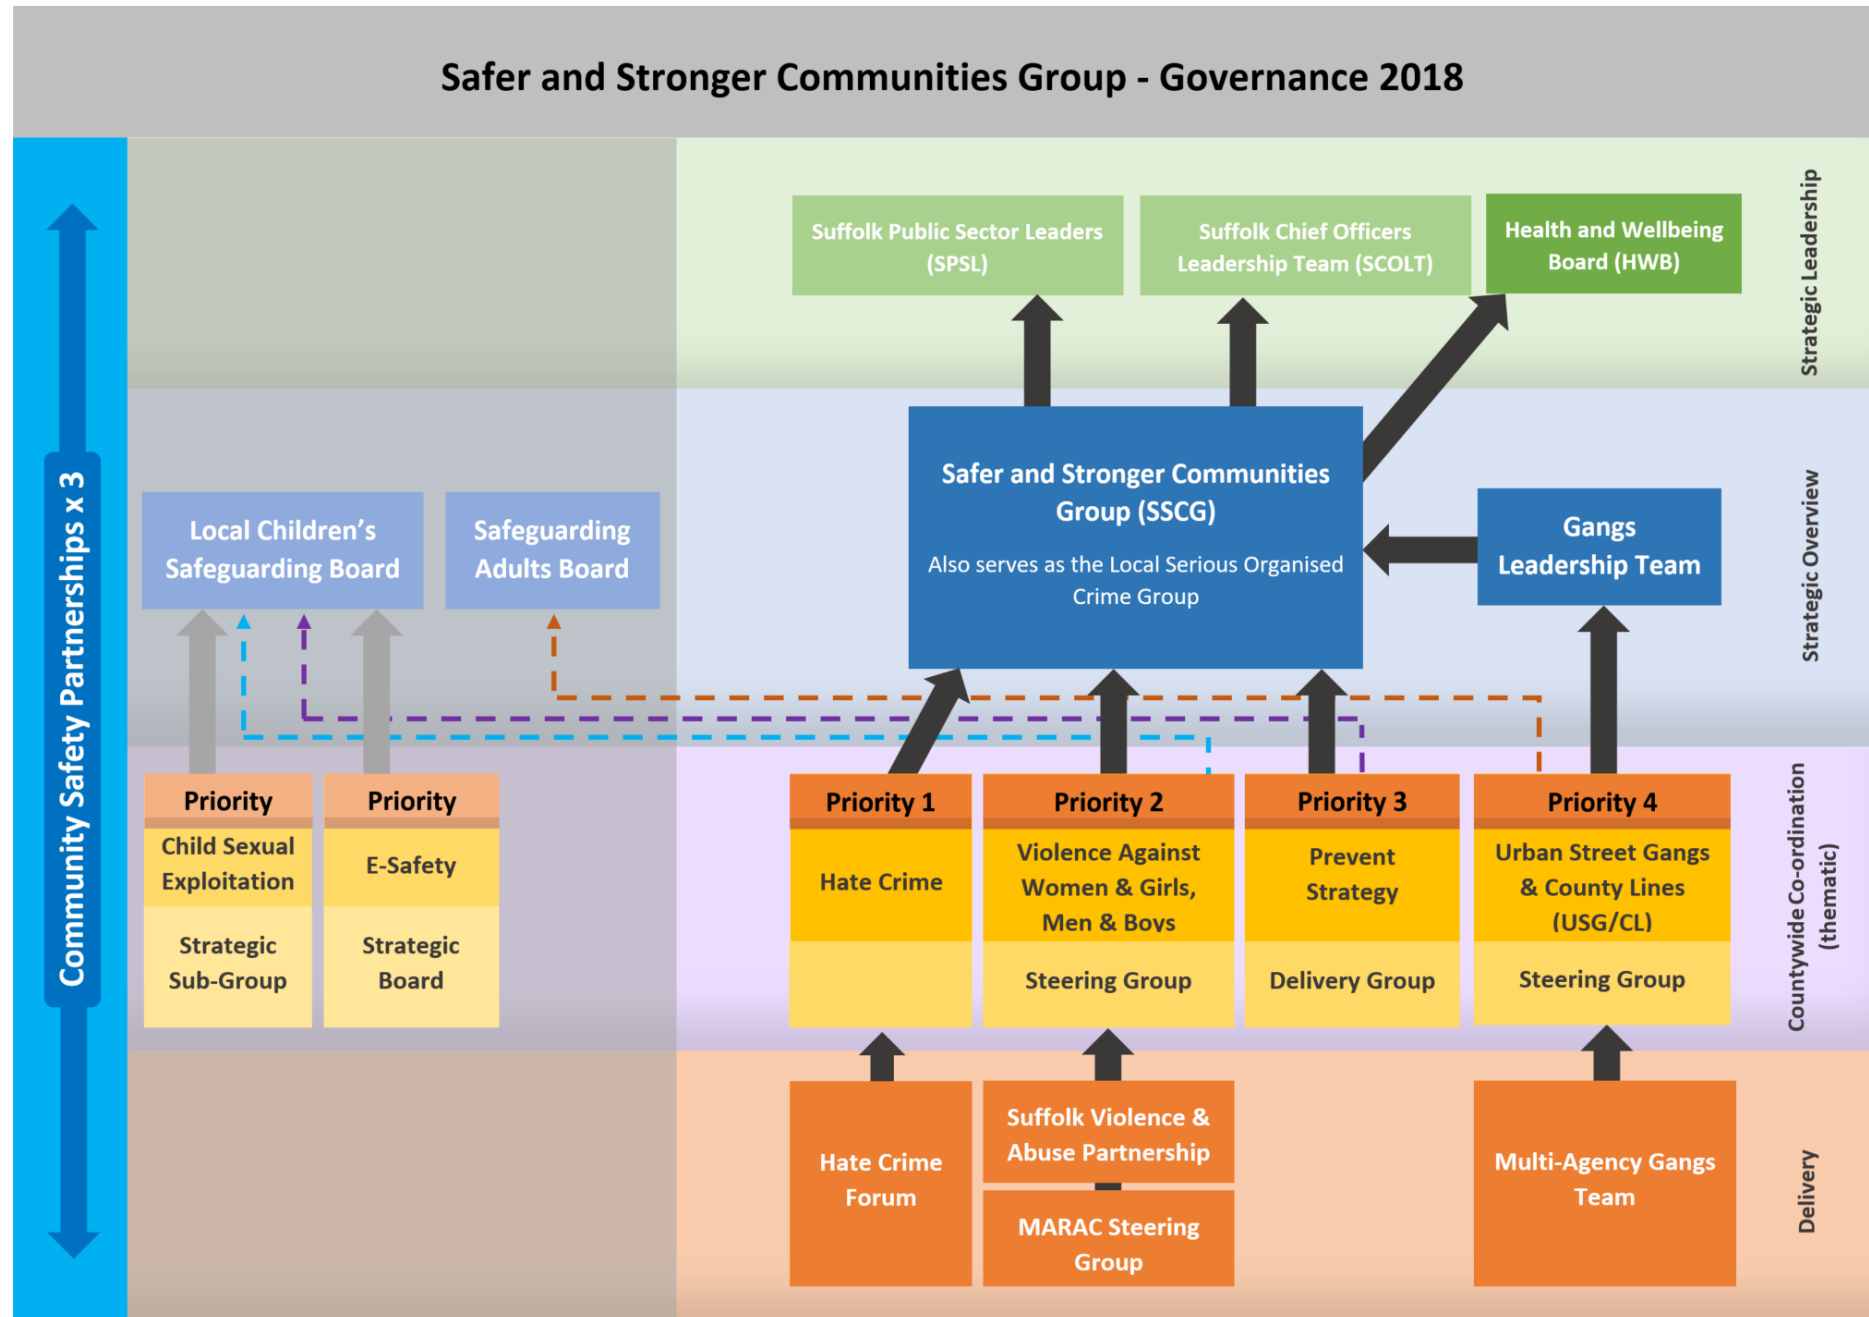 Safer and Stronger Communities Group - Governance 2018
Community Safety Partnerships x 3
Suffolk Public Sector Leaders
(SPSL)
Suffolk Chief Officers
Leadership Team (SCOLT)
Health and Wellbeing
Board (HWB)
Strategic Leadership
Local Children’s
Safeguarding Board
Safeguarding
Adults Board
Safer and Stronger Communities
Group (SSCG)
Also serves as the Local Serious Organised
Crime Group
Gangs
Leadership Team
Strategic Overview
Priority
Child Sexual
Exploitation
Strategic
Sub-Group
Priority
E-Safety
Strategic
Board
Priority 1
Hate Crime
Priority 2
Violence Against
Women & Girls,
Men & Boys
Steering Group
Priority 3
Prevent
Strategy
Delivery Group
Priority 4
Urban Street Gangs
& County Lines
(USG/CL)
Steering Group
Countywide Co-ordination
(thematic)
Hate Crime
Forum
Suffolk Violence &
Abuse Partnership
MARAC Steering
Group
Multi-Agency Gangs
Team
Delivery